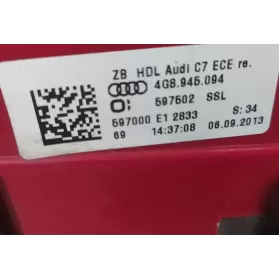 ZB HDL Audi C7 ECE re.
4G8.945.094
597502 SSL
597000 E1 2833 S: 34
69 14:37:08 06.09.2013